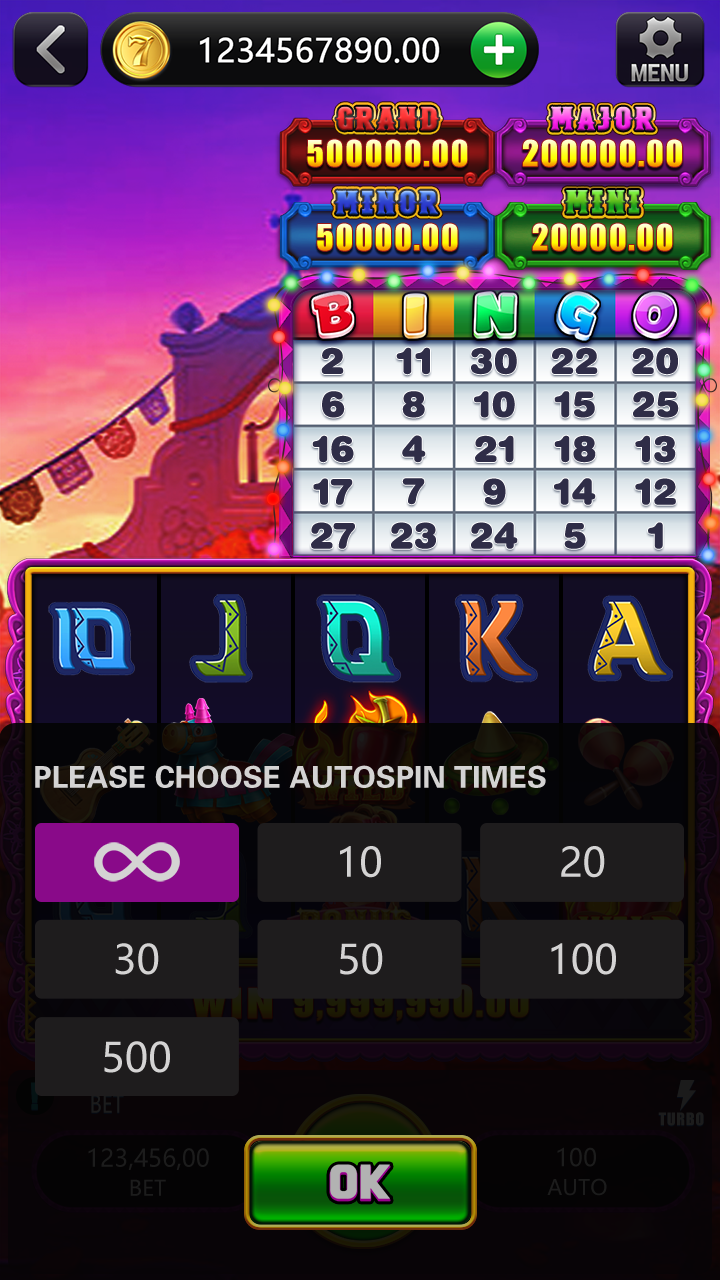 7 1234567890.00
MENU
GRAND MAJOR
500000.00 200000.00
MINOR MINI
50000.00 20000.00
B I N G O
2 11 30 22 20
6 8 10 15 25
16 4 21 18 13
17 7 9 14 12
27 23 24 5 1
10 J Q K A
PLEASE CHOOSE AUTOSPIN TIMES
∞ 10 20
30 50 100
WIN 9,999,990.00
500
BET
TURBO
123,456,00 100
BET AUTO
OK